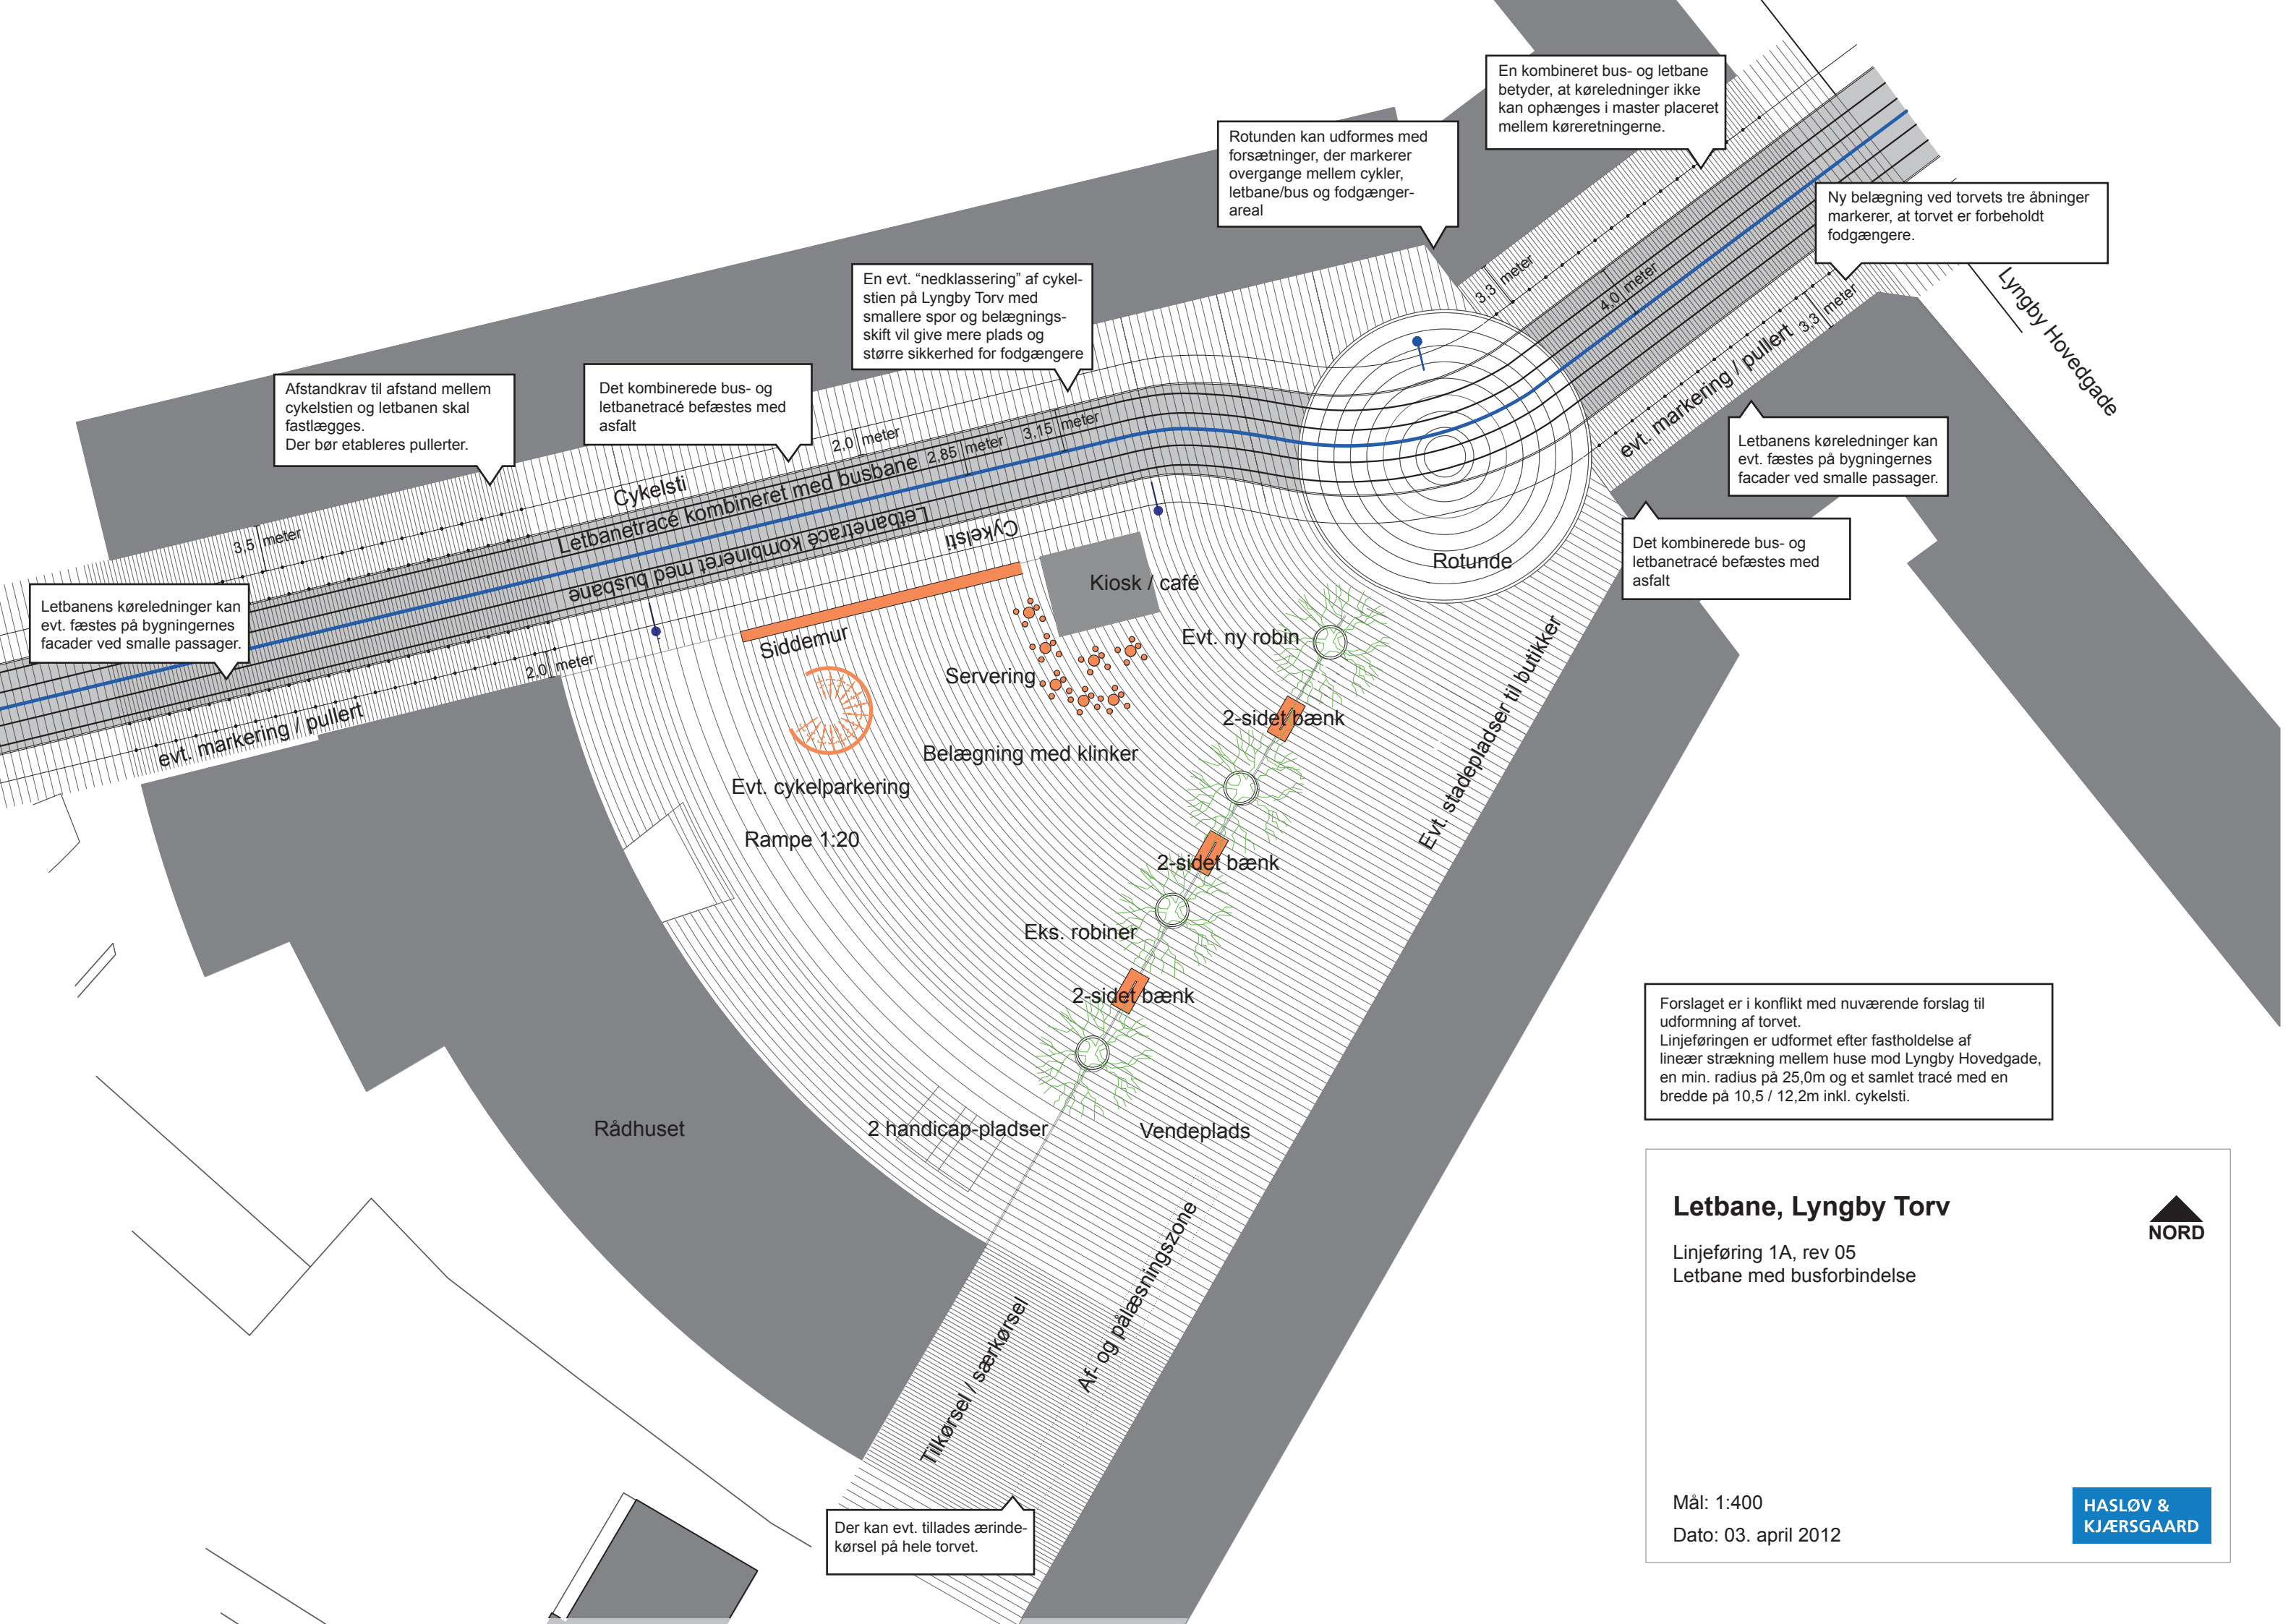 En kombineret bus- og letbane
betyder, at køreledninger ikke
kan ophænges i master placeret
mellem køreretningerne.
Rotunden kan udformes med
forsætninger, der markerer
overgange mellem cykler,
letbane/bus og fodgænger-
areal
Ny belægning ved torvets tre åbninger
markerer, at torvet er forbeholdt
fodgængere.
En evt. “nedklassering” af cykel-
stien på Lyngby Torv med
smallere spor og belægnings-
skift vil give mere plads og
større sikkerhed for fodgængere
Afstandkrav til afstand mellem
cykelstien og letbanen skal
fastlægges.
Der bør etableres pullerter.
Det kombinerede bus- og
letbanetracé befæstes med
asfalt
3,3 meter
4,0 meter
3,3 meter
Lyngby Hovedgade
evt. markering / pullert
Letbanens køreledninger kan
evt. fæstes på bygningernes
facader ved smalle passager.
2,0 meter
2,85 meter
3,15 meter
Cykelsti
Letbanetracé kombineret med busbane
Letbanetracé kombineret med busbane
Cykelsti
3,5 meter
Det kombinerede bus- og
letbanetracé befæstes med
asfalt
Rotunde
Kiosk / café
Letbanens køreledninger kan
evt. fæstes på bygningernes
facader ved smalle passager.
Siddemur
Evt. ny robin
2,0 meter
Servering
evt. markering / pullert
2-sidet bænk
Evt. stadepladser til butikker
Belægning med klinker
Evt. cykelparkering
Rampe 1:20
2-sidet bænk
Eks. robiner
2-sidet bænk
Rådhuset
2 handicap-pladser
Vendeplads
Af- og pålæsningszone
Tilkørsel / særkørsel
Der kan evt. tillades ærinde-
kørsel på hele torvet.
Forslaget er i konflikt med nuværende forslag til
udformning af torvet.
Linjeføringen er udformet efter fastholdelse af
lineær strækning mellem huse mod Lyngby Hovedgade,
en min. radius på 25,0m og et samlet tracé med en
bredde på 10,5 / 12,2m inkl. cykelsti.
Letbane, Lyngby Torv
NORD
Linjeføring 1A, rev 05
Letbane med busforbindelse
Mål: 1:400
Dato: 03. april 2012
HASLØV &
KJÆRSGAARD